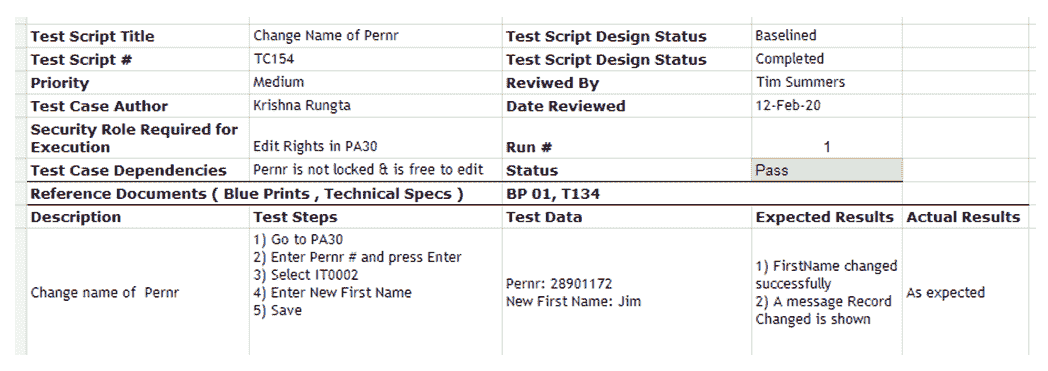 Test Script Title Change Name of Pernr Test Script Design Status Baselined
Test Script # TC154 Test Script Design Status Completed
Priority Medium Reviwed By Tim Summers
Test Case Author Krishna Rungta Date Reviewed 12-Feb-20
Security Role Required for
Execution Edit Rights in PA30 Run # 1
Test Case Dependencies Pernr is not locked & is free to edit Status Pass
Reference Documents ( Blue Prints , Technical Specs ) BP 01, T134
Description Test Steps Test Data Expected Results Actual Results
Change name of Pernr
1) Go to PA30
2) Enter Pernr # and press Enter
3) Select IT0002
4) Enter New First Name
5) Save
Pernr: 28901172
New First Name: Jim
1) FirstName changed
successfully
2) A message Record
Changed is shown
As expected